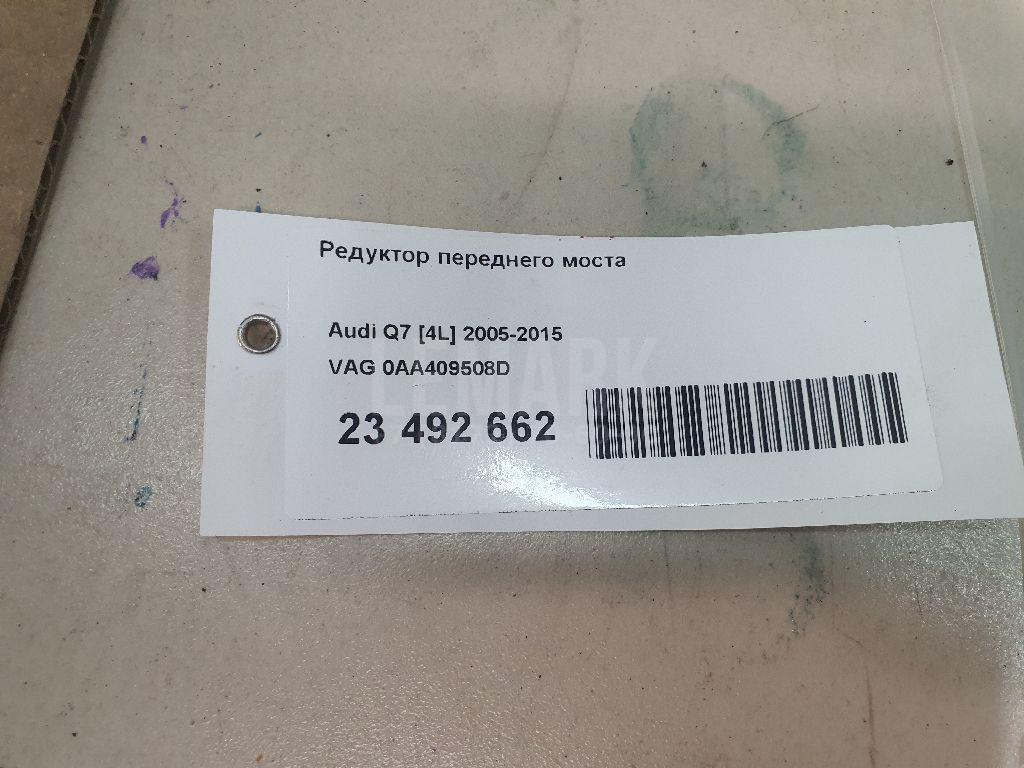 Редуктор переднего моста
Audi Q7 [4L] 2005-2015
VAG 0AA409508D
LEMARK
23 492 662